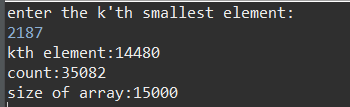 enter the k'th smallest element:
2187
kth element:14480
count:35082
size of array:15000